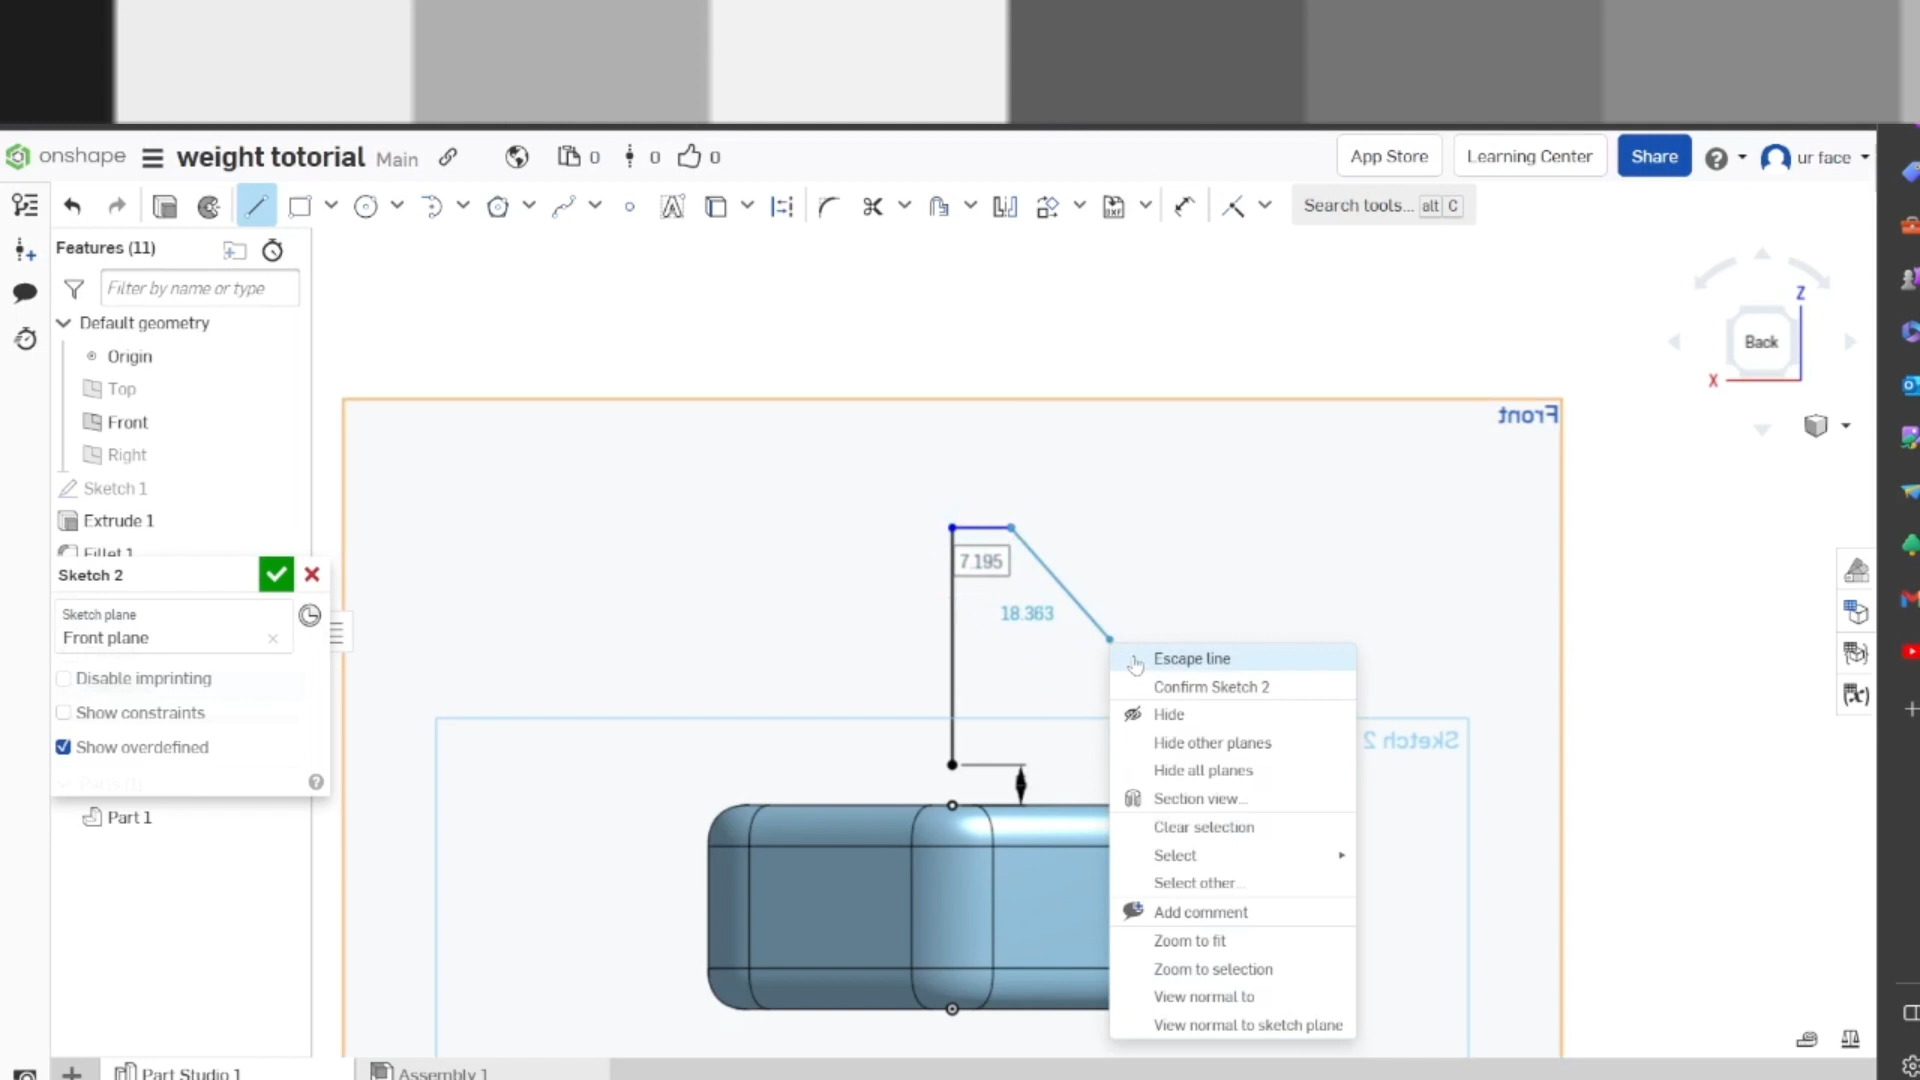 onshape weight totorial Main 0 0 0 App Store Learning Center Share ur face
Search tools... alt C
Features (11)
Filter by name or type
Default geometry
Origin
Top
Front
Right
Sketch 1
Extrude 1
Fillet 1
Sketch 2
Sketch plane
Front plane
Disable imprinting
Show constraints
Show overdefined
Parts (1)
Part 1
Z
Back
X
Front
7.195
18.363
Sketch 2
Escape line
Confirm Sketch 2
Hide
Hide other planes
Hide all planes
Section view...
Clear selection
Select
Select other...
Add comment
Zoom to fit
Zoom to selection
View normal to
View normal to sketch plane
Part Studio 1
Assembly 1